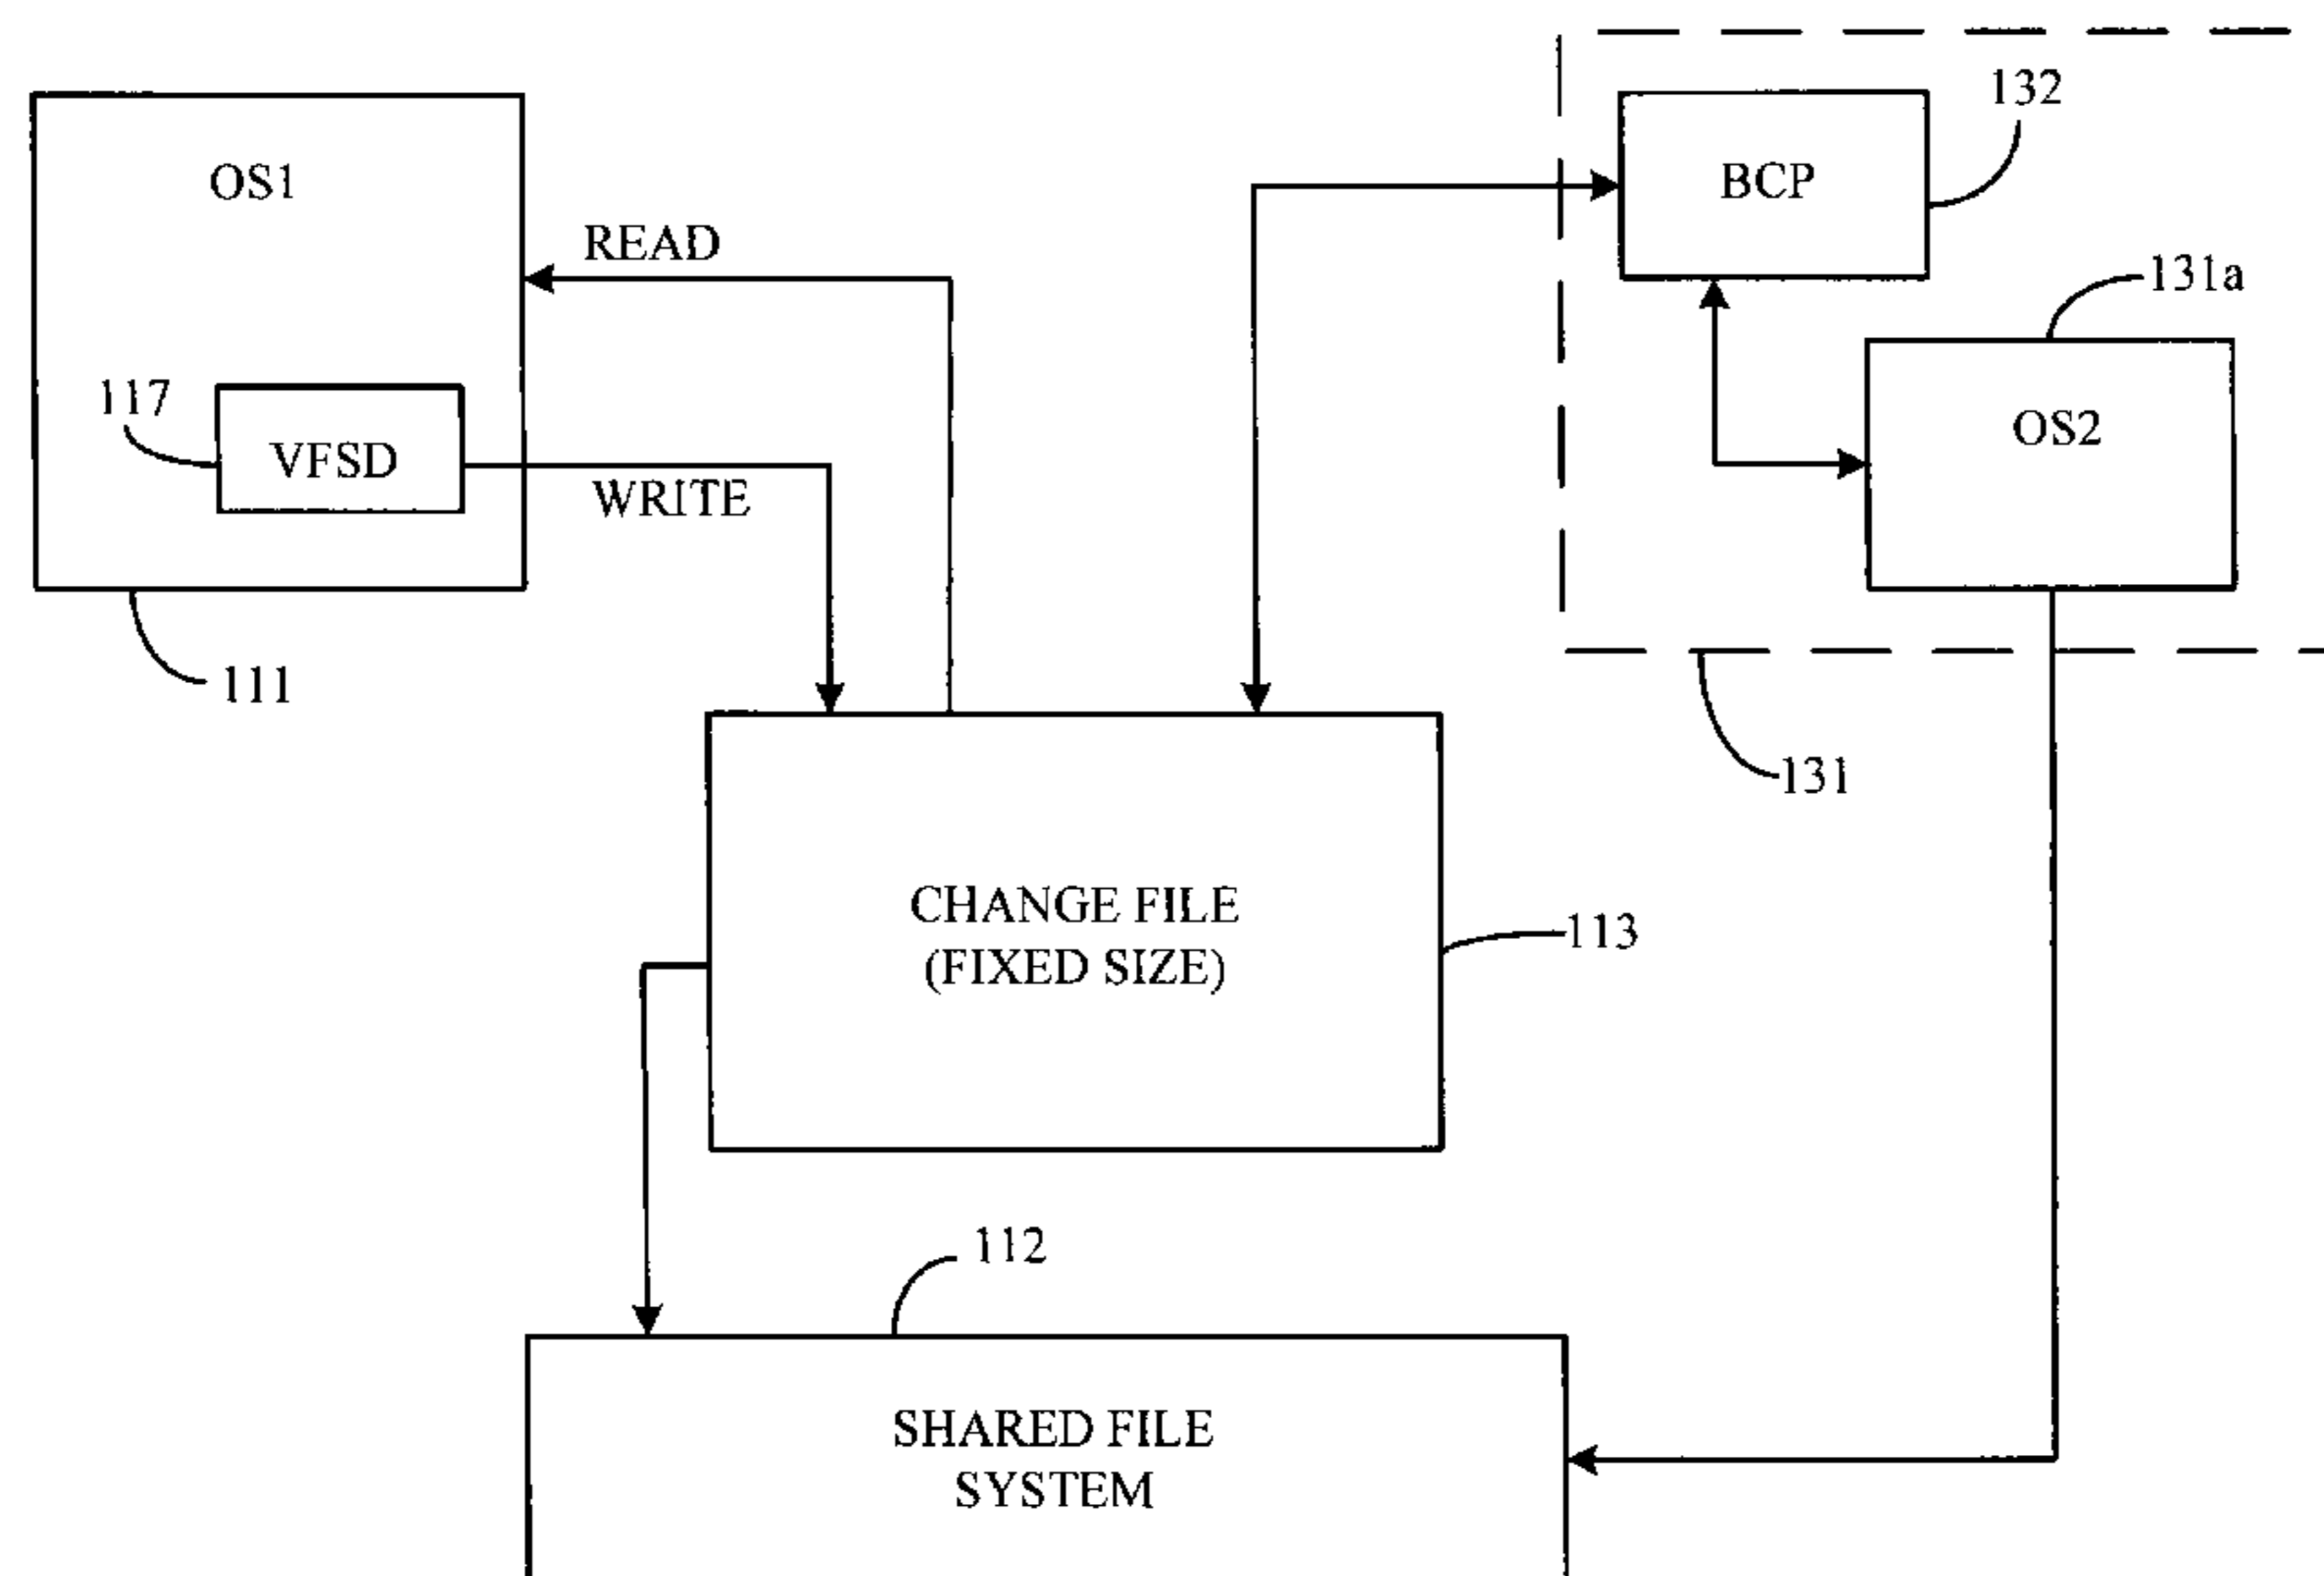 132
OS1
BCP
READ
131a
117
VFSD
OS2
WRITE
111
131
CHANGE FILE
(FIXED SIZE)
113
112
SHARED FILE
SYSTEM